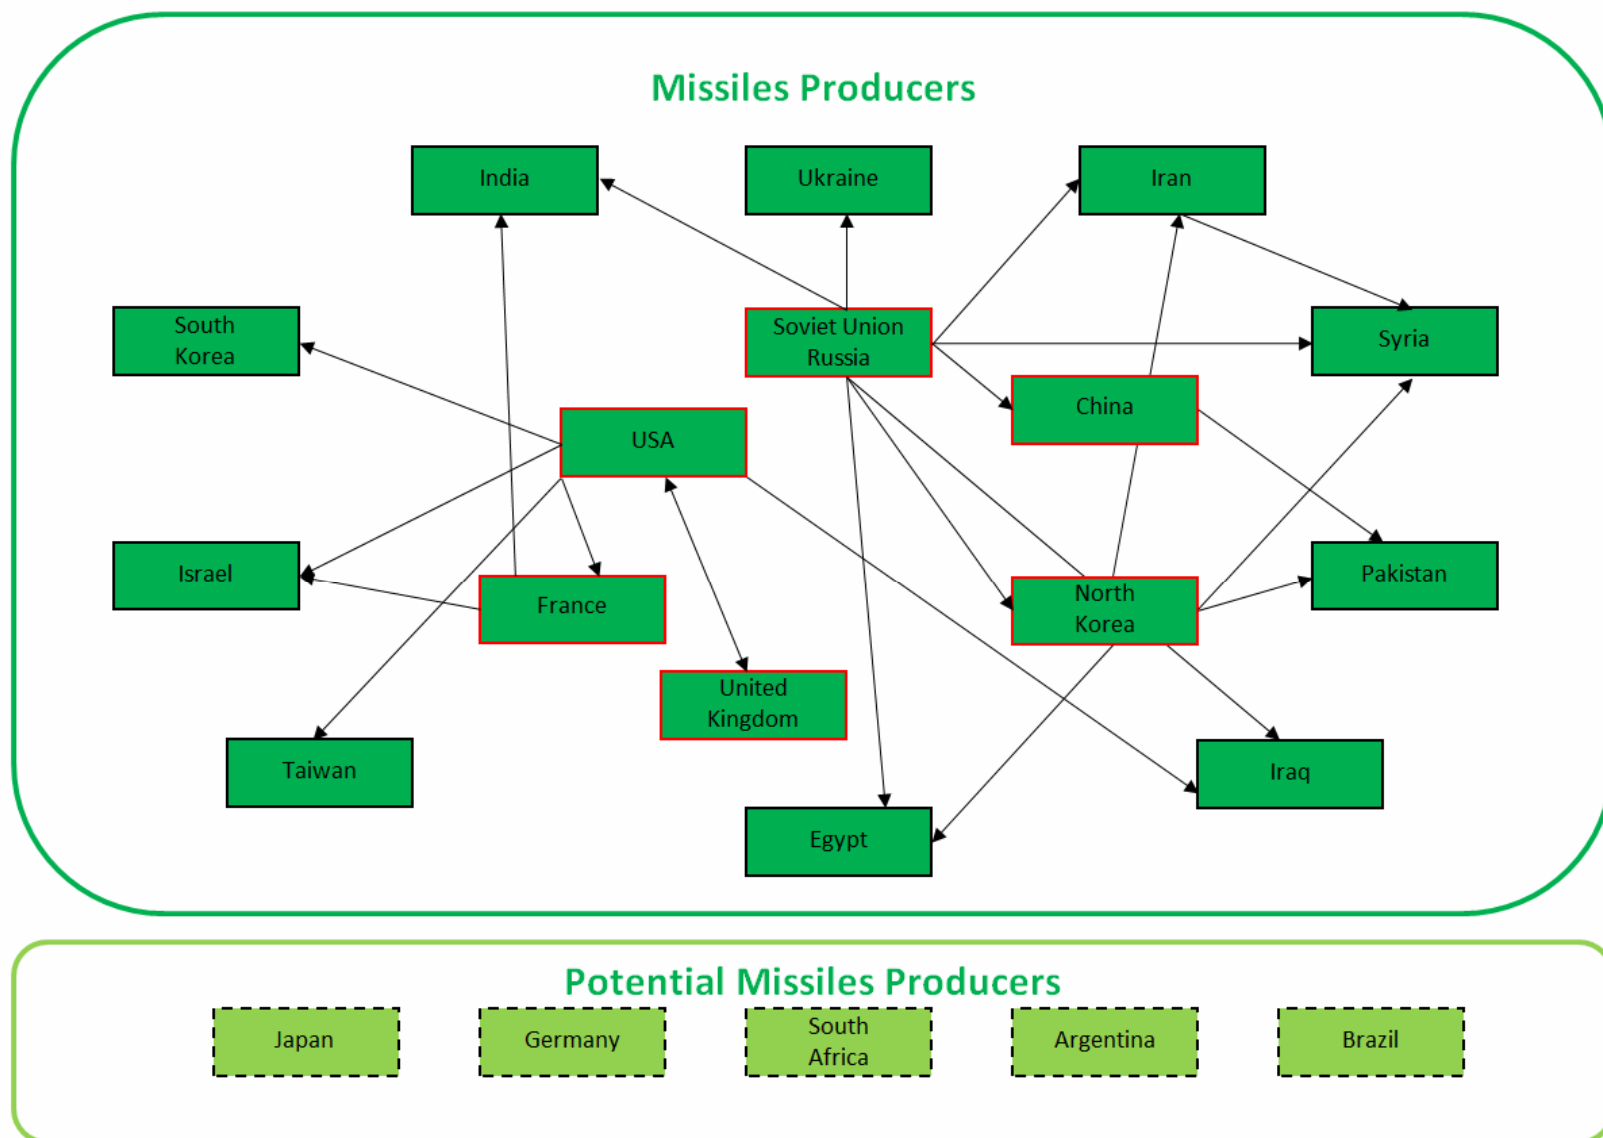 Missiles Producers
India
Ukraine
Iran
South
Korea
Soviet Union
Russia
Syria
China
USA
Israel
France
North
Korea
Pakistan
United
Kingdom
Taiwan
Iraq
Egypt
Potential Missiles Producers
Japan
Germany
South
Africa
Argentina
Brazil